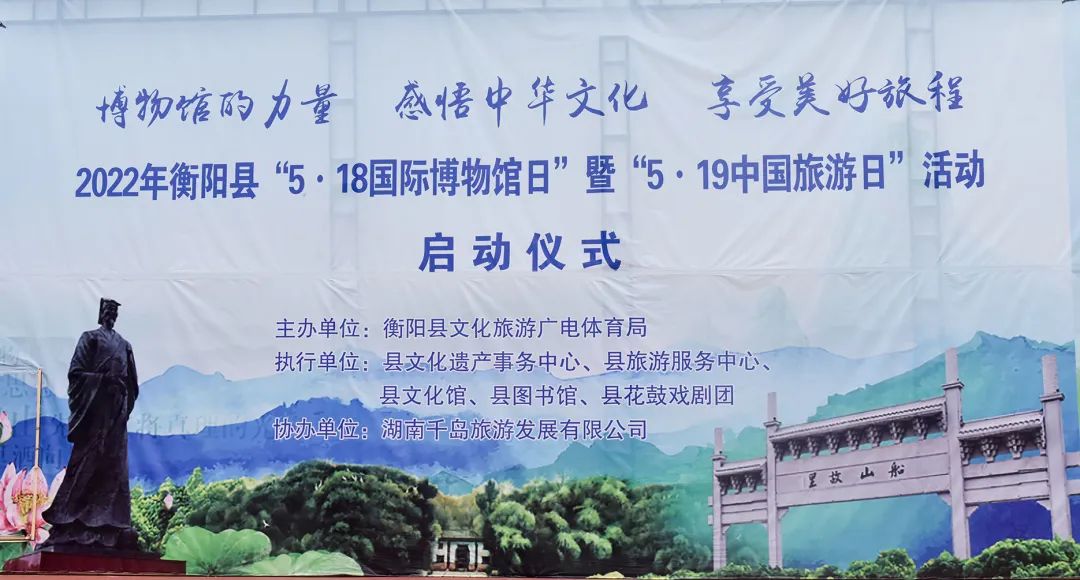 博物馆的力量 感悟中华文化 享受美好旅程
2022年衡阳县“5·18国际博物馆日”暨“5·19中国旅游日”活动
启动仪式
主办单位：衡阳县文化旅游广电体育局
执行单位：县文化遗产事务中心、县旅游服务中心、
县文化馆、县图书馆、县花鼓戏剧团
协办单位：湖南千岛旅游发展有限公司
里故山船